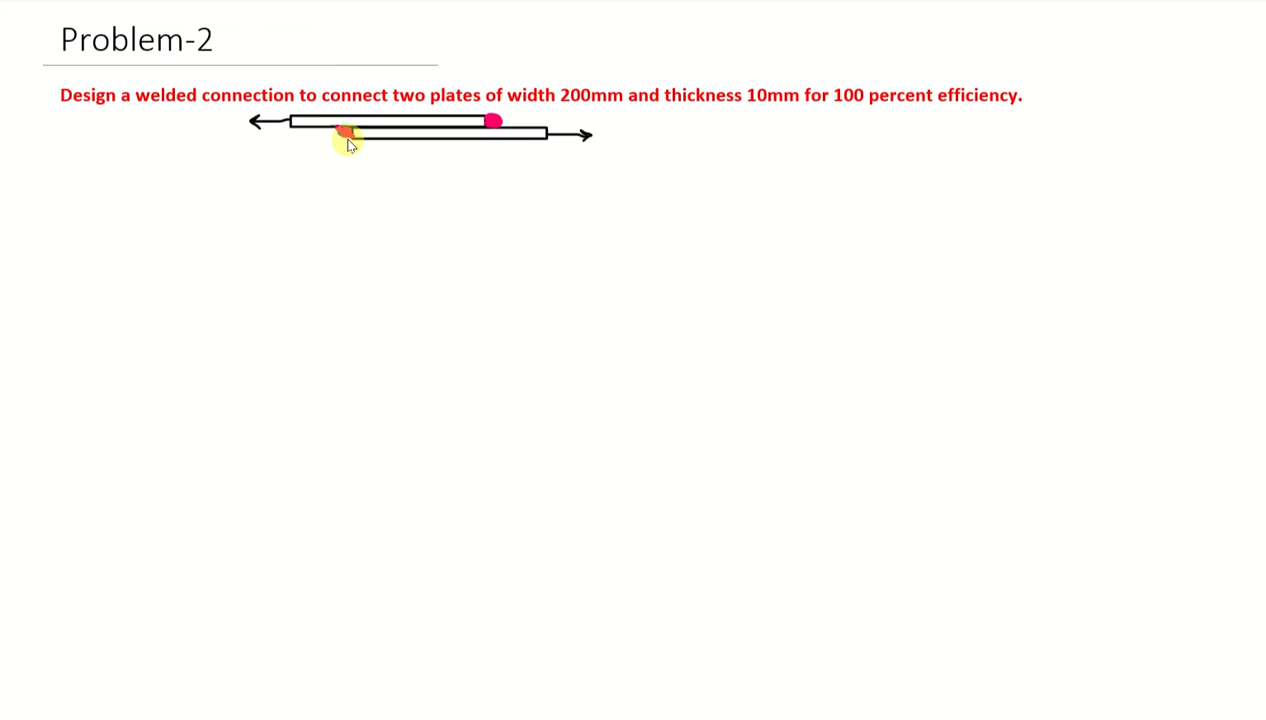 Problem-2
Design a welded connection to connect two plates of width 200mm and thickness 10mm for 100 percent efficiency.